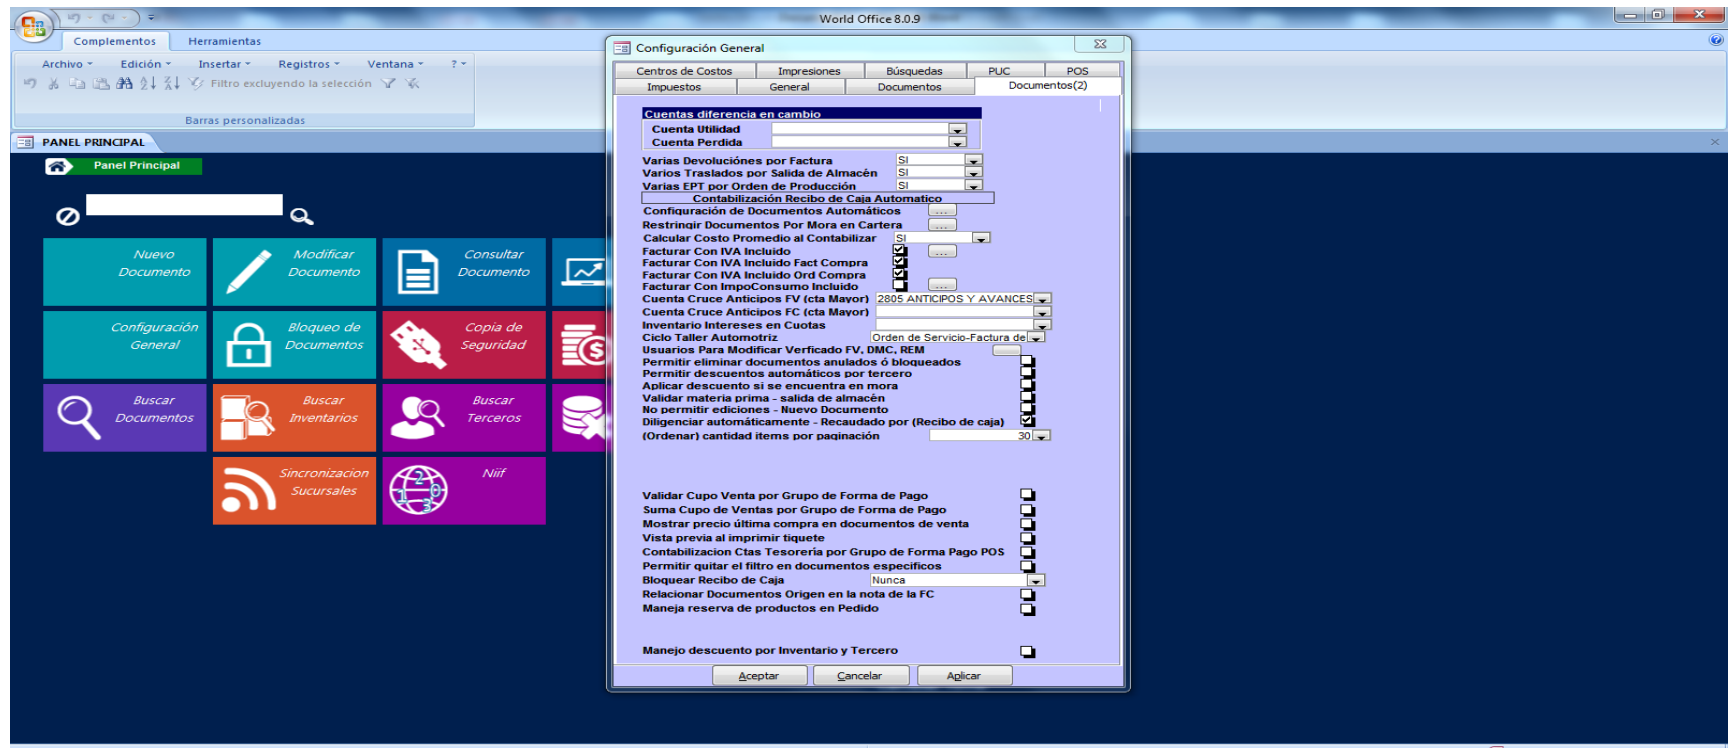 World Office 8.0.9
Complementos Herramientas
Archivo Edición Insertar Registros Ventana ?
Filtro excluyendo la selección
Barras personalizadas
PANEL PRINCIPAL
Panel Principal
Nuevo Documento
Modificar Documento
Consultar Documento
Configuración General
Bloqueo de Documentos
Copia de Seguridad
Buscar Documentos
Buscar Inventarios
Buscar Terceros
Sincronizacion Sucursales
Niif
Configuración General
Centros de Costos Impresiones Búsquedas PUC POS
Impuestos General Documentos Documentos(2)
Cuentas diferencia en cambio
Cuenta Utilidad
Cuenta Perdida
Varias Devoluciónes por Factura SI
Varios Traslados por Salida de Almacén SI
Varias EPT por Orden de Producción SI
Contabilización Recibo de Caja Automatico
Configuración de Documentos Automáticos ...
Restringir Documentos Por Mora en Cartera ...
Calcular Costo Promedio al Contabilizar SI
Facturar Con IVA Incluido ...
Facturar Con IVA Incluido Fact Compra
Facturar Con IVA Incluido Ord Compra
Facturar Con ImpoConsumo Incluido ...
Cuenta Cruce Anticipos FV (cta Mayor) 2805 ANTICIPOS Y AVANCES
Cuenta Cruce Anticipos FC (cta Mayor)
Inventario Intereses en Cuotas
Ciclo Taller Automotriz Orden de Servicio-Factura de
Usuarios Para Modificar Verficado FV, DMC, REM
Permitir eliminar documentos anulados ó bloqueados
Permitir descuentos automáticos por tercero
Aplicar descuento si se encuentra en mora
Validar materia prima - salida de almacén
No permitir ediciones - Nuevo Documento
Diligenciar automáticamente - Recaudado por (Recibo de caja)
(Ordenar) cantidad items por paginación 30
Validar Cupo Venta por Grupo de Forma de Pago
Suma Cupo de Ventas por Grupo de Forma de Pago
Mostrar precio última compra en documentos de venta
Vista previa al imprimir tiquete
Contabilizacion Ctas Tesorería por Grupo de Forma Pago POS
Permitir quitar el filtro en documentos especificos
Bloquear Recibo de Caja Nunca
Relacionar Documentos Origen en la nota de la FC
Maneja reserva de productos en Pedido
Manejo descuento por Inventario y Tercero
Aceptar Cancelar Aplicar